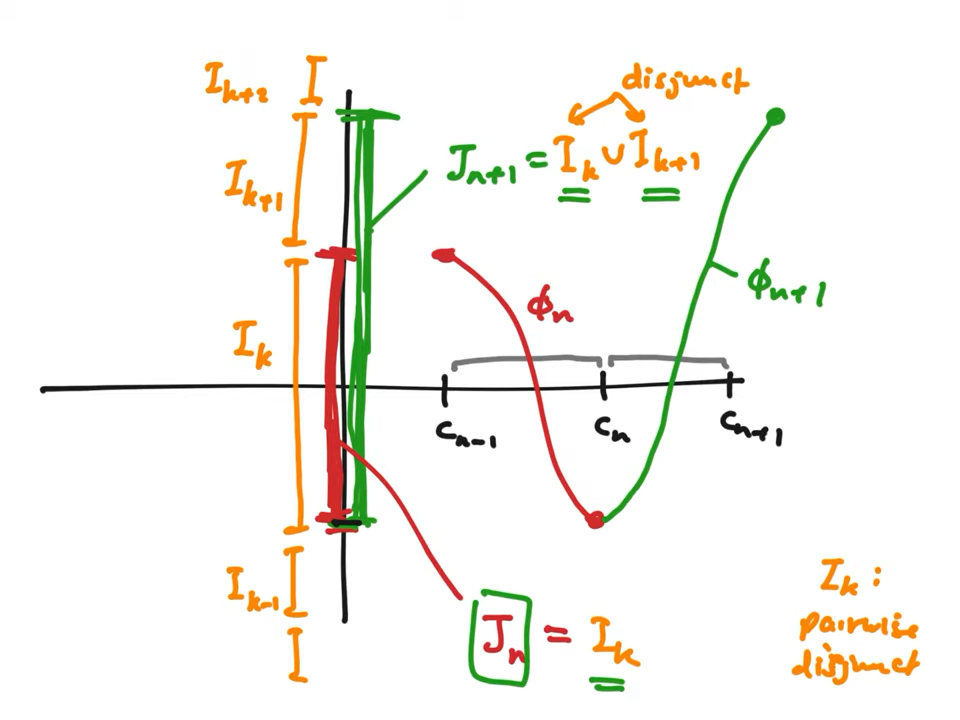 I_{k+2}
disjunct
J_{n+1} = I_k ∪ I_{k+1}
I_{k+1}
ϕ_n
ϕ_{n+1}
I_k
c_{n-1}
c_n
c_{n+1}
I_{k-1}
J_n = I_k
I_k :
pairwise
disjunct